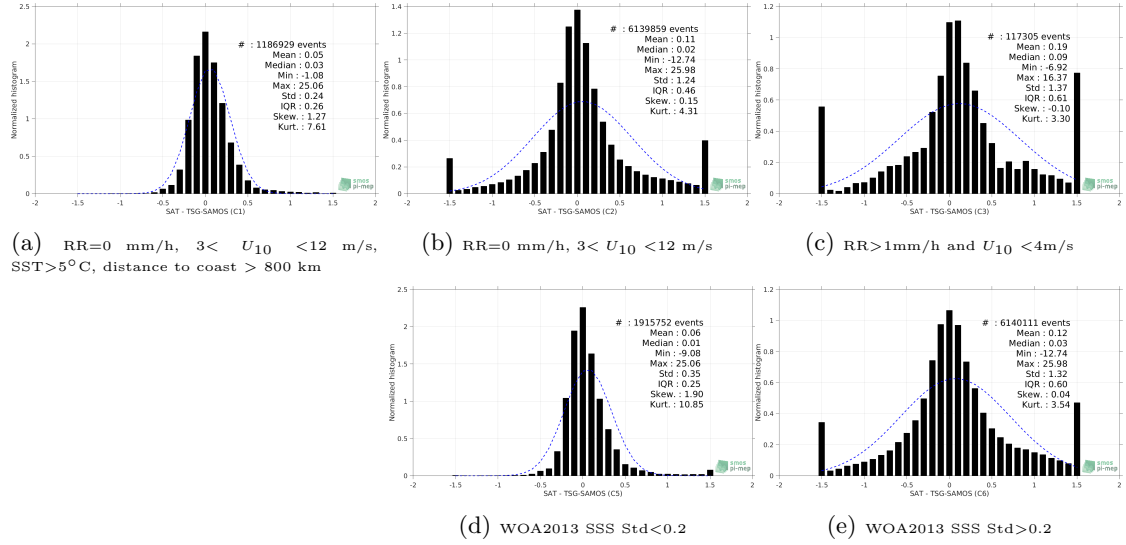 Normalized histogram
2.5
2
1.5
1
0.5
0
-2
-1.5
-1
-0.5
0
0.5
1
1.5
2
# : 1186929 events
Mean : 0.05
Median : 0.03
Min : -1.08
Max : 25.06
Std : 0.24
IQR : 0.26
Skew. : 1.27
Kurt. : 7.61
smos
pi-mep
SAT - TSG-SAMOS (C1)
(a) RR=0 mm/h, 3< U10 <12 m/s,
SST>5°C, distance to coast > 800 km
Normalized histogram
1.4
1.2
1
0.8
0.6
0.4
0.2
0
-2
-1.5
-1
-0.5
0
0.5
1
1.5
2
# : 6139859 events
Mean : 0.11
Median : 0.02
Min : -12.74
Max : 25.98
Std : 1.24
IQR : 0.46
Skew. : 0.15
Kurt. : 4.31
smos
pi-mep
SAT - TSG-SAMOS (C2)
(b) RR=0 mm/h, 3< U10 <12 m/s
Normalized histogram
1.2
1
0.8
0.6
0.4
0.2
0
-2
-1.5
-1
-0.5
0
0.5
1
1.5
2
# : 117305 events
Mean : 0.19
Median : 0.09
Min : -6.92
Max : 16.37
Std : 1.37
IQR : 0.61
Skew. : -0.10
Kurt. : 3.30
smos
pi-mep
SAT - TSG-SAMOS (C3)
(c) RR>1mm/h and U10 <4m/s
Normalized histogram
2.5
2
1.5
1
0.5
0
-2
-1.5
-1
-0.5
0
0.5
1
1.5
2
# : 1915752 events
Mean : 0.06
Median : 0.01
Min : -9.08
Max : 25.06
Std : 0.35
IQR : 0.25
Skew. : 1.90
Kurt. : 10.85
smos
pi-mep
SAT - TSG-SAMOS (C5)
(d) WOA2013 SSS Std<0.2
Normalized histogram
1.2
1
0.8
0.6
0.4
0.2
0
-2
-1.5
-1
-0.5
0
0.5
1
1.5
2
# : 6140111 events
Mean : 0.12
Median : 0.03
Min : -12.74
Max : 25.98
Std : 1.32
IQR : 0.60
Skew. : 0.04
Kurt. : 3.54
smos
pi-mep
SAT - TSG-SAMOS (C6)
(e) WOA2013 SSS Std>0.2